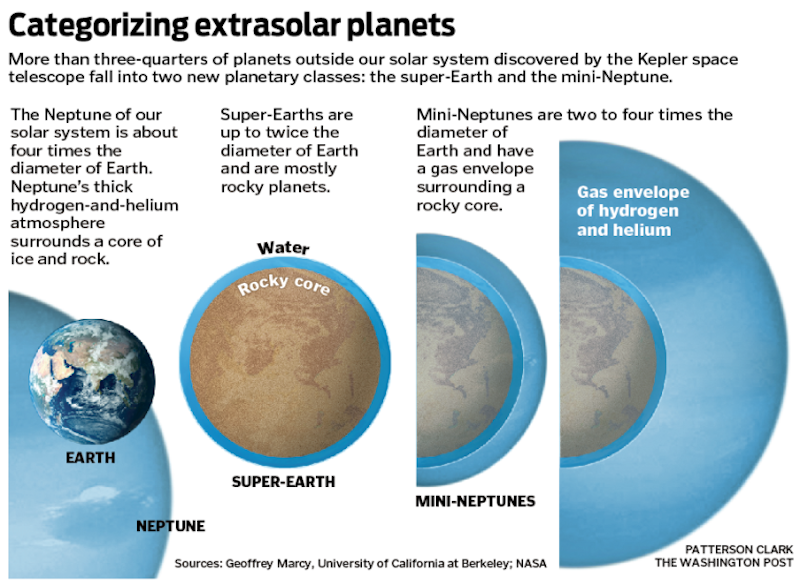 Categorizing extrasolar planets
More than three-quarters of planets outside our solar system discovered by the Kepler space
telescope fall into two new planetary classes: the super-Earth and the mini-Neptune.
The Neptune of our
solar system is about
four times the
diameter of Earth.
Neptune's thick
hydrogen-and-helium
atmosphere
surrounds a core of
ice and rock.
EARTH
NEPTUNE
Super-Earths are
up to twice the
diameter of Earth
and are mostly
rocky planets.
Water
Rocky core
SUPER-EARTH
Mini-Neptunes are two to four times the
diameter of
Earth and have
a gas envelope
surrounding a
rocky core.
Gas envelope
of hydrogen
and helium
MINI-NEPTUNES
Sources: Geoffrey Marcy, University of California at Berkeley; NASA
PATTERSON CLARK
THE WASHINGTON POST